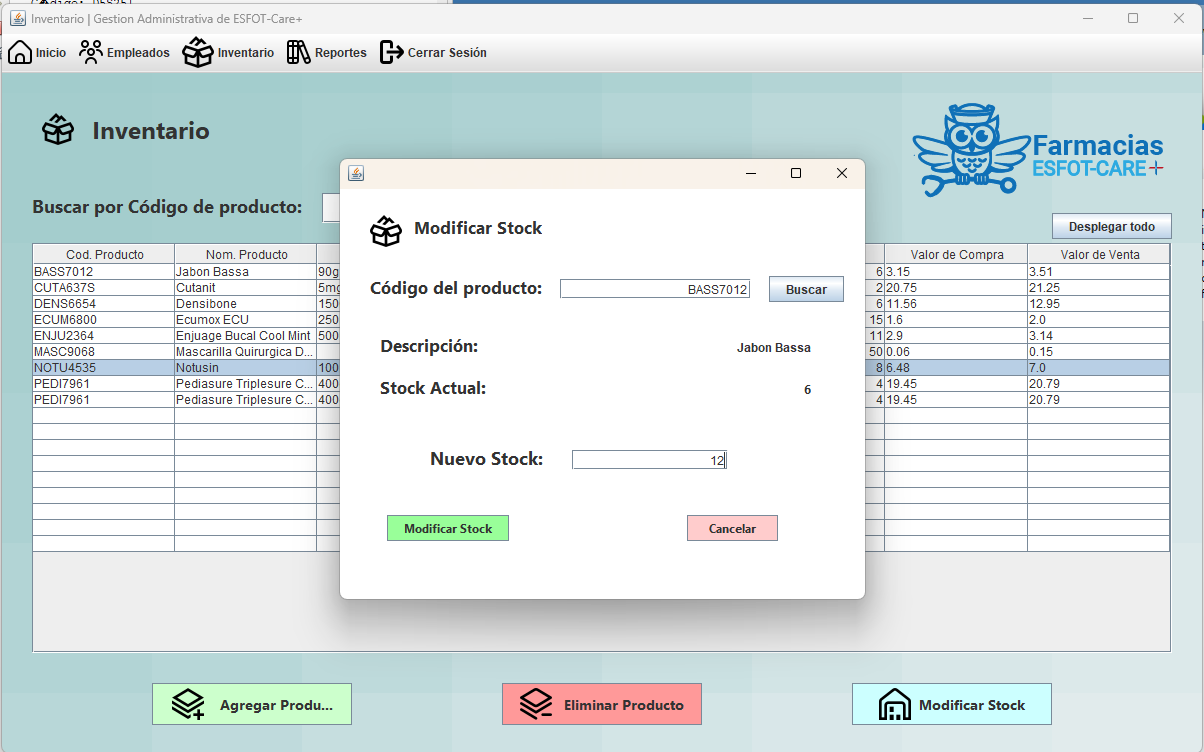 Inventario | Gestion Administrativa de ESFOT-Care+
Inicio Empleados Inventario Reportes Cerrar Sesión
Inventario
Farmacias
ESFOT-CARE+
Buscar por Código de producto:
Desplegar todo
Cod. Producto Nom. Producto Valor de Compra Valor de Venta
BASS7012 Jabon Bassa 90g 6 3.15 3.51
CUTA637S Cutanit 5mg 2 20.75 21.25
DENS6654 Densibone 150 6 11.56 12.95
ECUM6800 Ecumox ECU 250 15 1.6 2.0
ENJU2364 Enjuage Bucal Cool Mint 500 11 2.9 3.14
MASC9068 Mascarilla Quirurgica D... 50 0.06 0.15
NOTU4535 Notusin 100 8 6.48 7.0
PEDI7961 Pediasure Triplesure C... 400 4 19.45 20.79
PEDI7961 Pediasure Triplesure C... 400 4 19.45 20.79
Modificar Stock
Código del producto: BASS7012 Buscar
Descripción: Jabon Bassa
Stock Actual: 6
Nuevo Stock: 12
Modificar Stock Cancelar
Agregar Produ... Eliminar Producto Modificar Stock